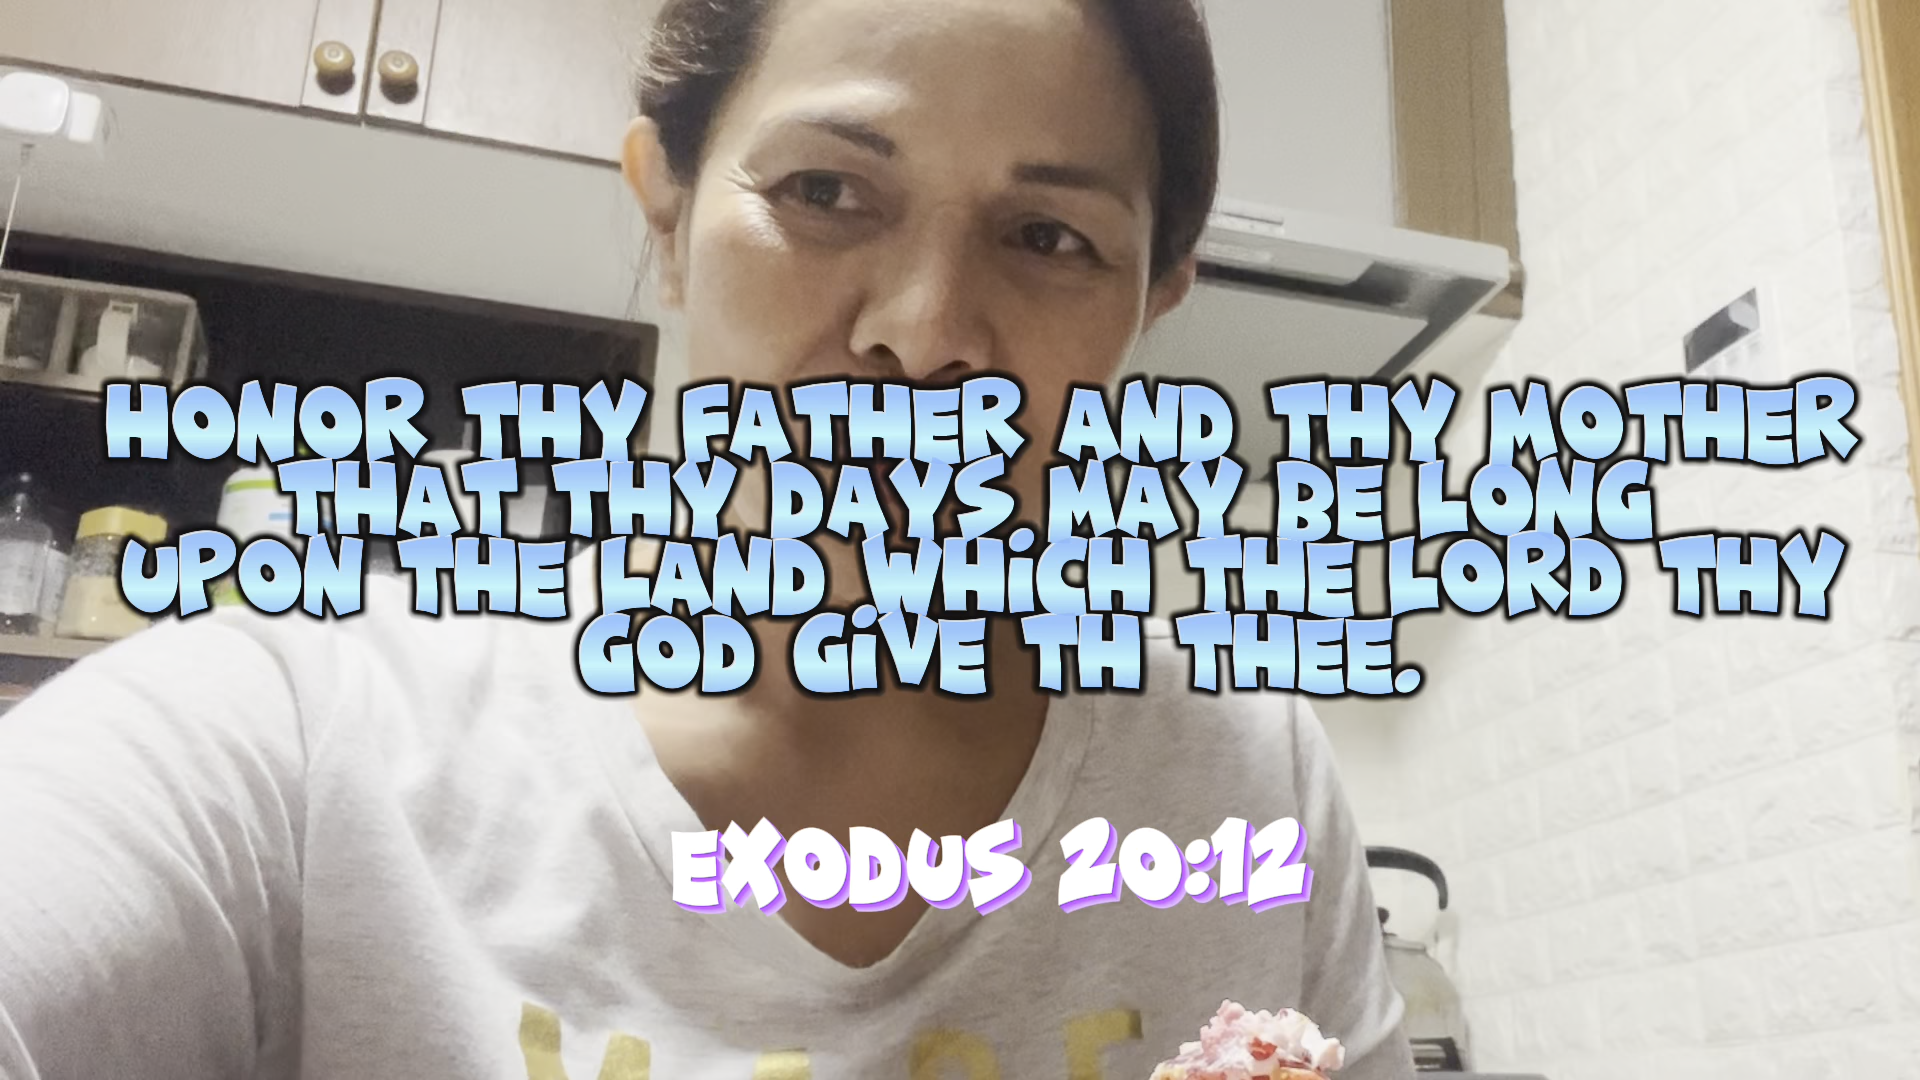 HONOR THY FATHER AND THY MOTHER
THAT THY DAYS MAY BE LONG
UPON THE LAND WHiCH THE LORD THY
GOD GiVE TH THEE.
EXODUS 20:12